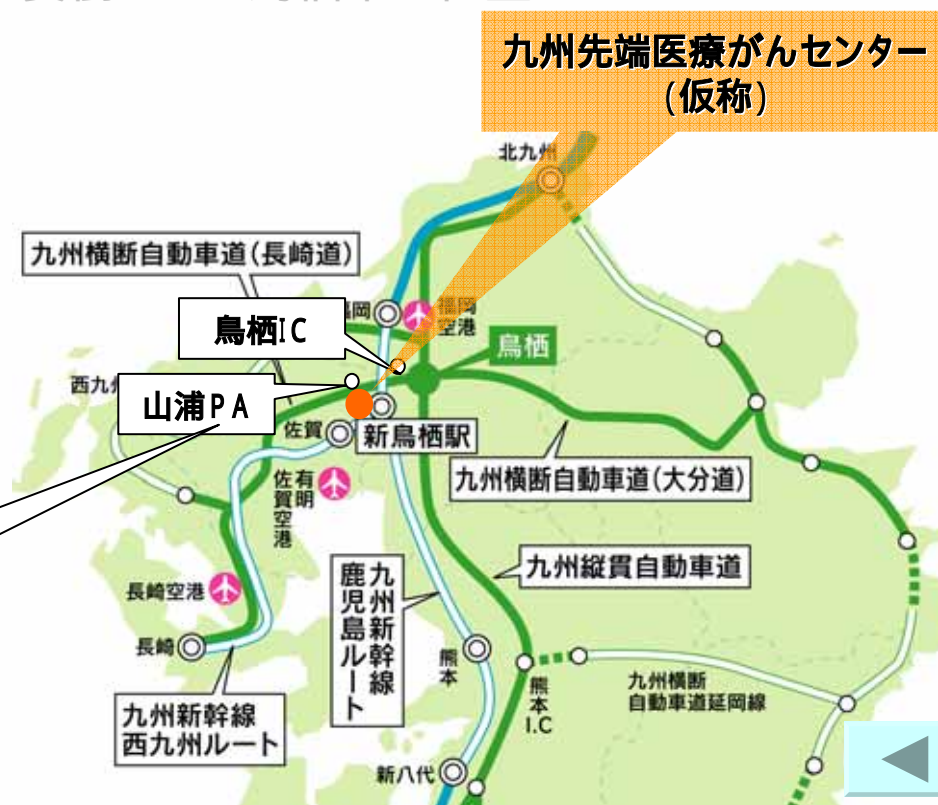 九州先端医療がんセンター
(仮称)
北九州
九州横断自動車道(長崎道)
福岡
空港
鳥栖IC
鳥栖
西九州
山浦PA
佐賀
新鳥栖駅
九州横断自動車道(大分道)
有明
佐賀空港
九州縦貫自動車道
長崎空港
九州新幹線
鹿児島ルート
長崎
熊本
熊本
I.C
九州横断
自動車道延岡線
九州新幹線
西九州ルート
新八代